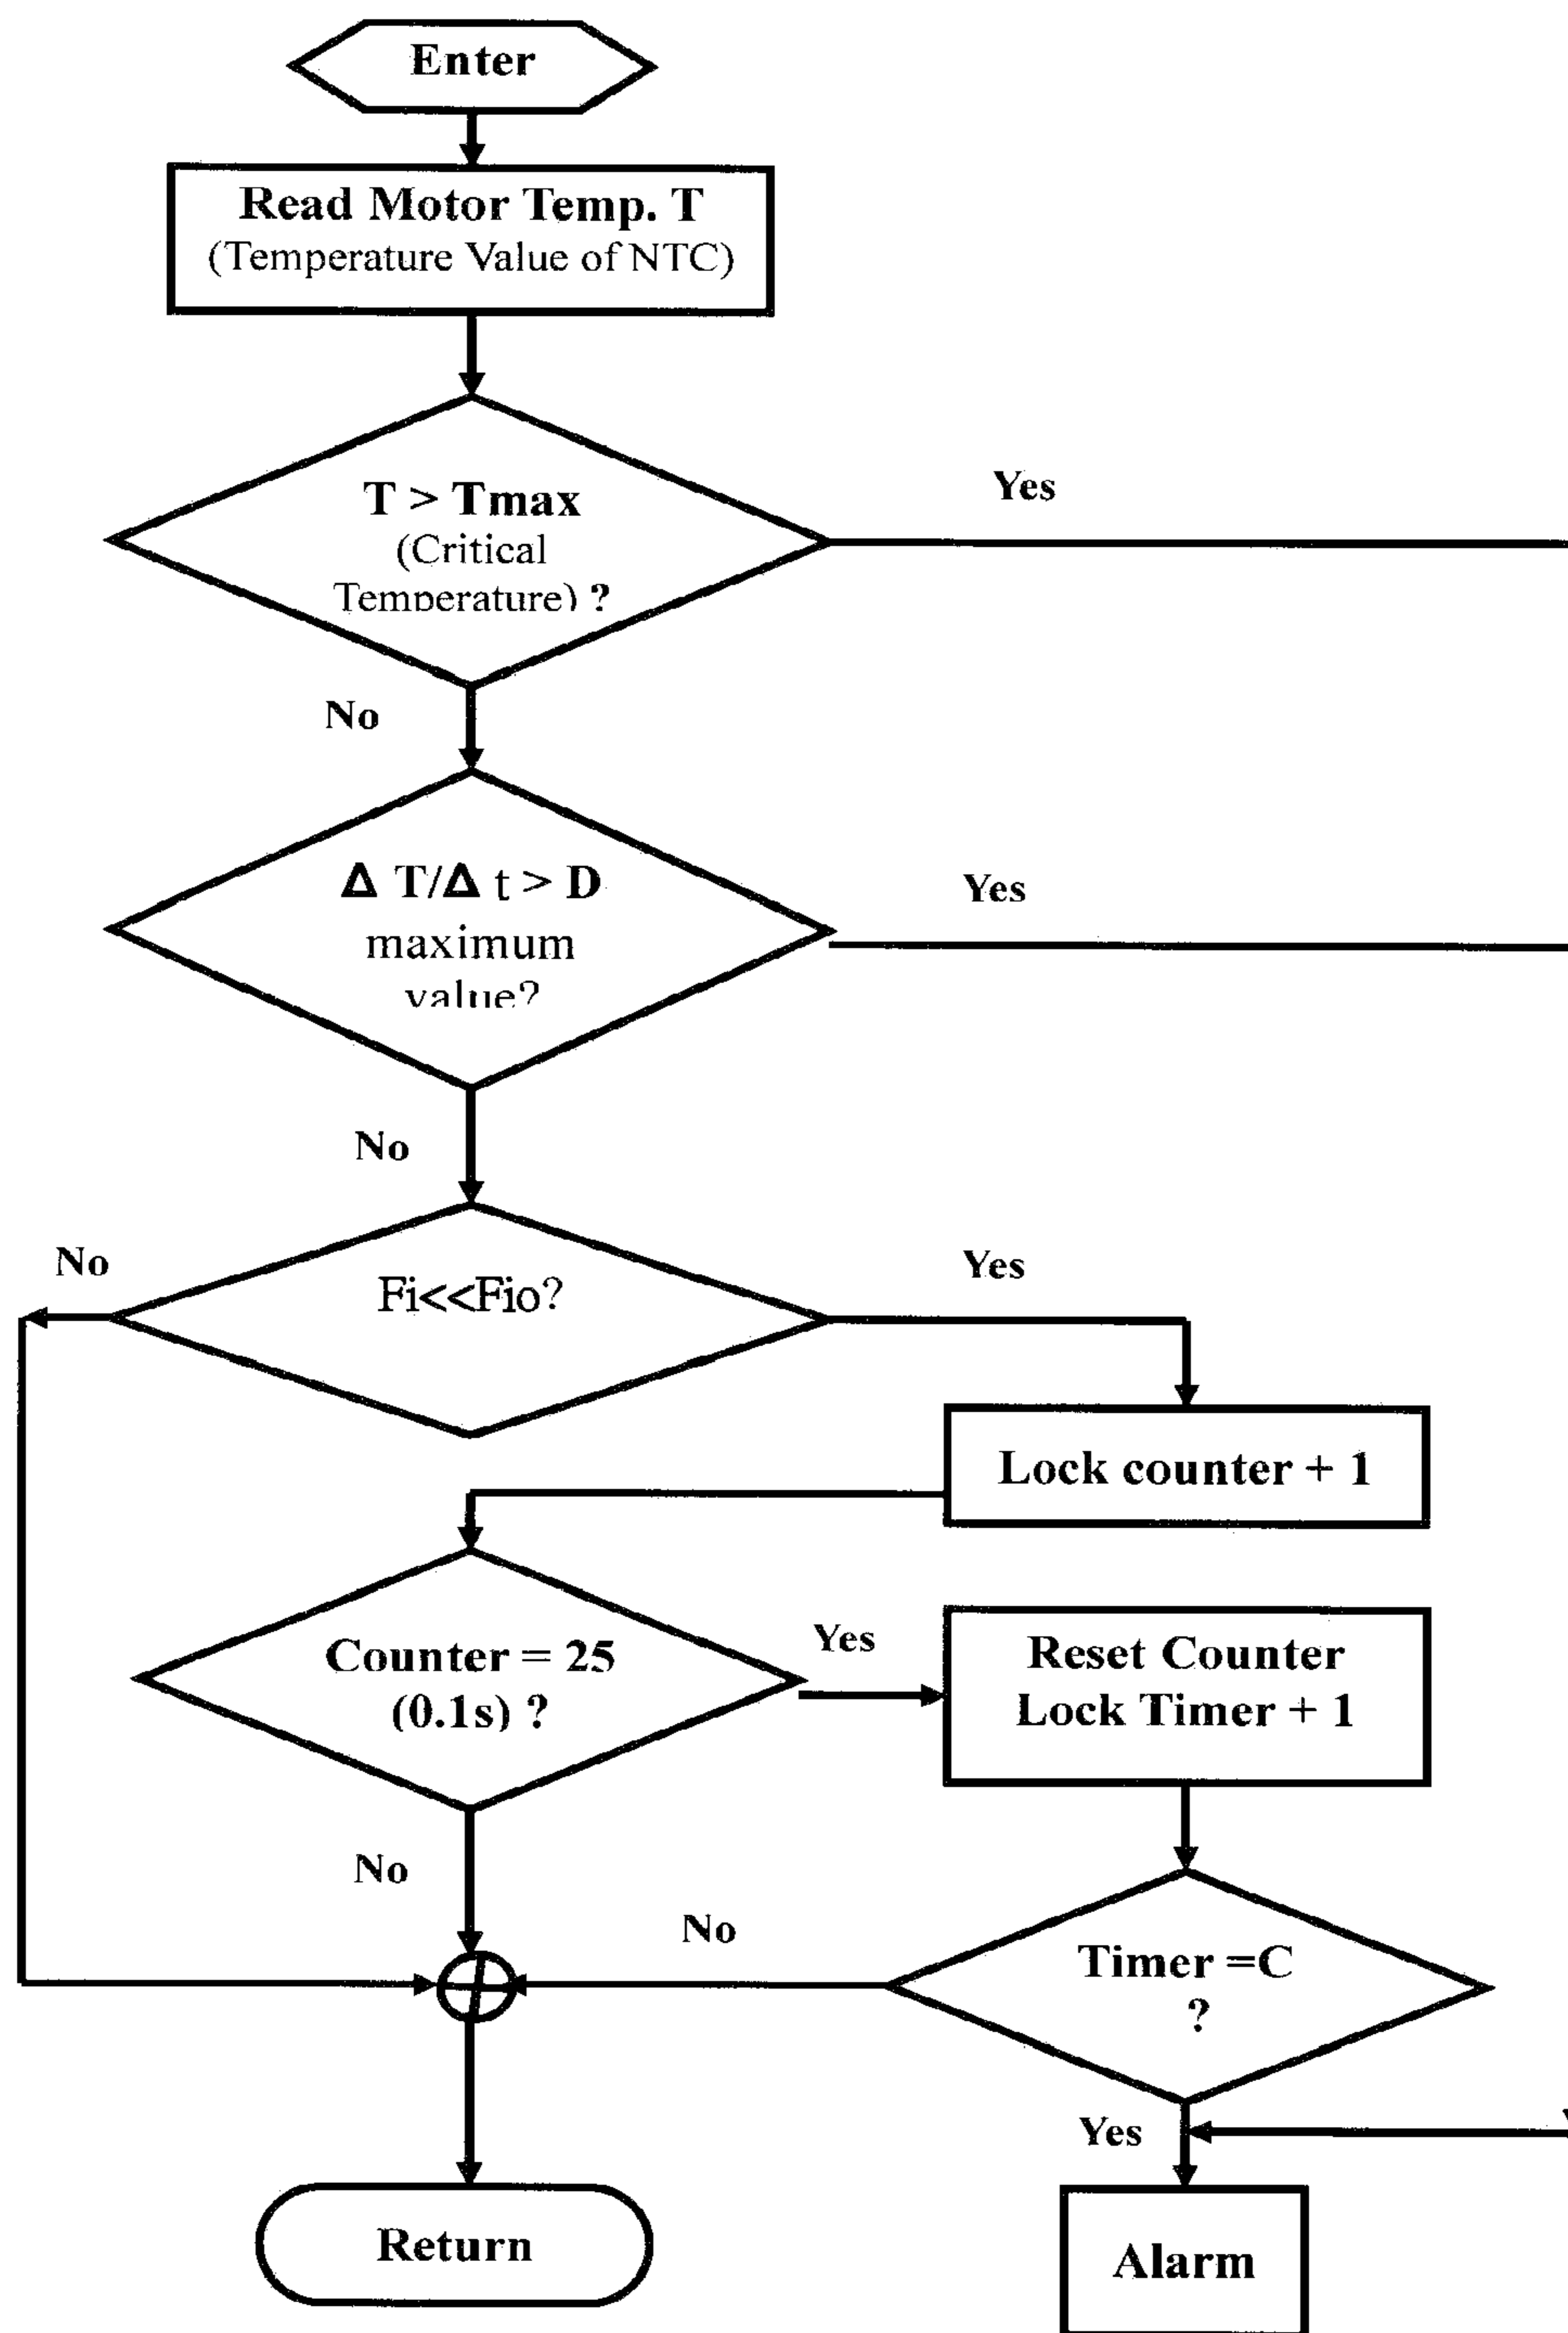 Enter
Read Motor Temp. T
(Temperature Value of NTC)
T > Tmax
(Critical
Temperature) ?
Yes
No
Δ T/Δ t > D
maximum
value?
Yes
No
Fi<<Fio?
No
Yes
Lock counter + 1
Counter = 25
(0.1s) ?
Yes
Reset Counter
Lock Timer + 1
No
No
Timer =C
?
Yes
Return
Alarm